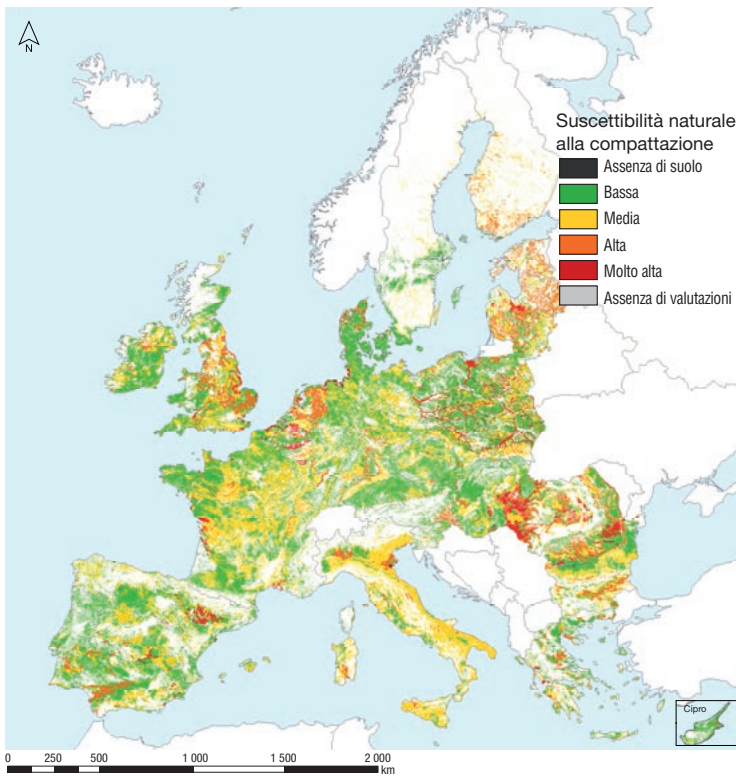 N
Suscettibilità naturale
alla compattazione
Assenza di suolo
Bassa
Media
Alta
Molto alta
Assenza di valutazioni
Cipro
0 250 500 1 000 1 500 2 000
km